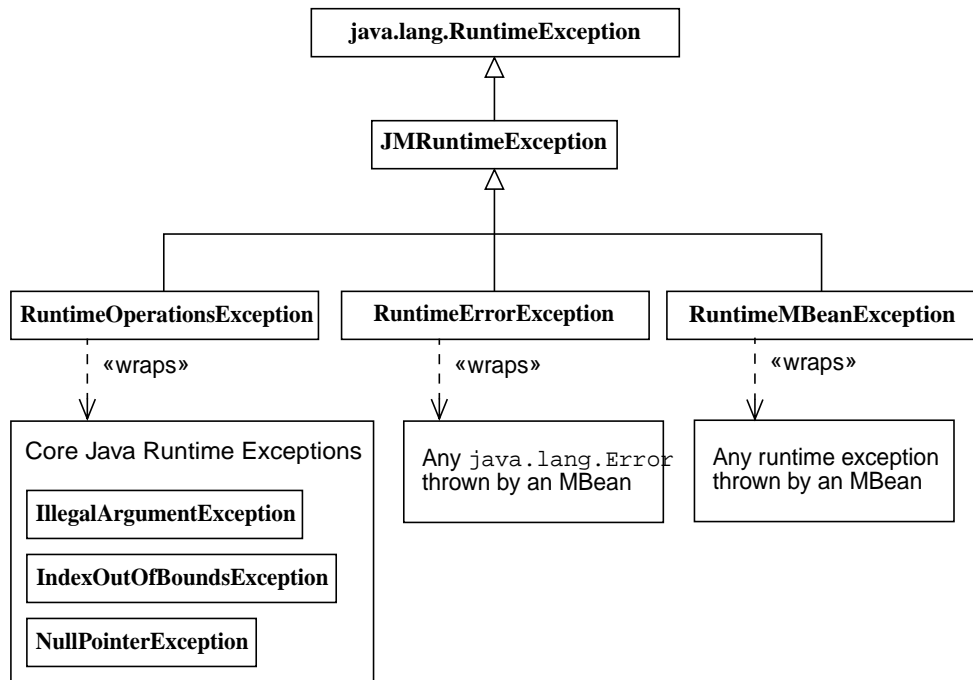 java.lang.RuntimeException
JMRuntimeException
RuntimeOperationsException
RuntimeErrorException
RuntimeMBeanException
«wraps»
«wraps»
«wraps»
Core Java Runtime Exceptions
IllegalArgumentException
IndexOutOfBoundsException
NullPointerException
Any java.lang.Error
thrown by an MBean
Any runtime exception
thrown by an MBean